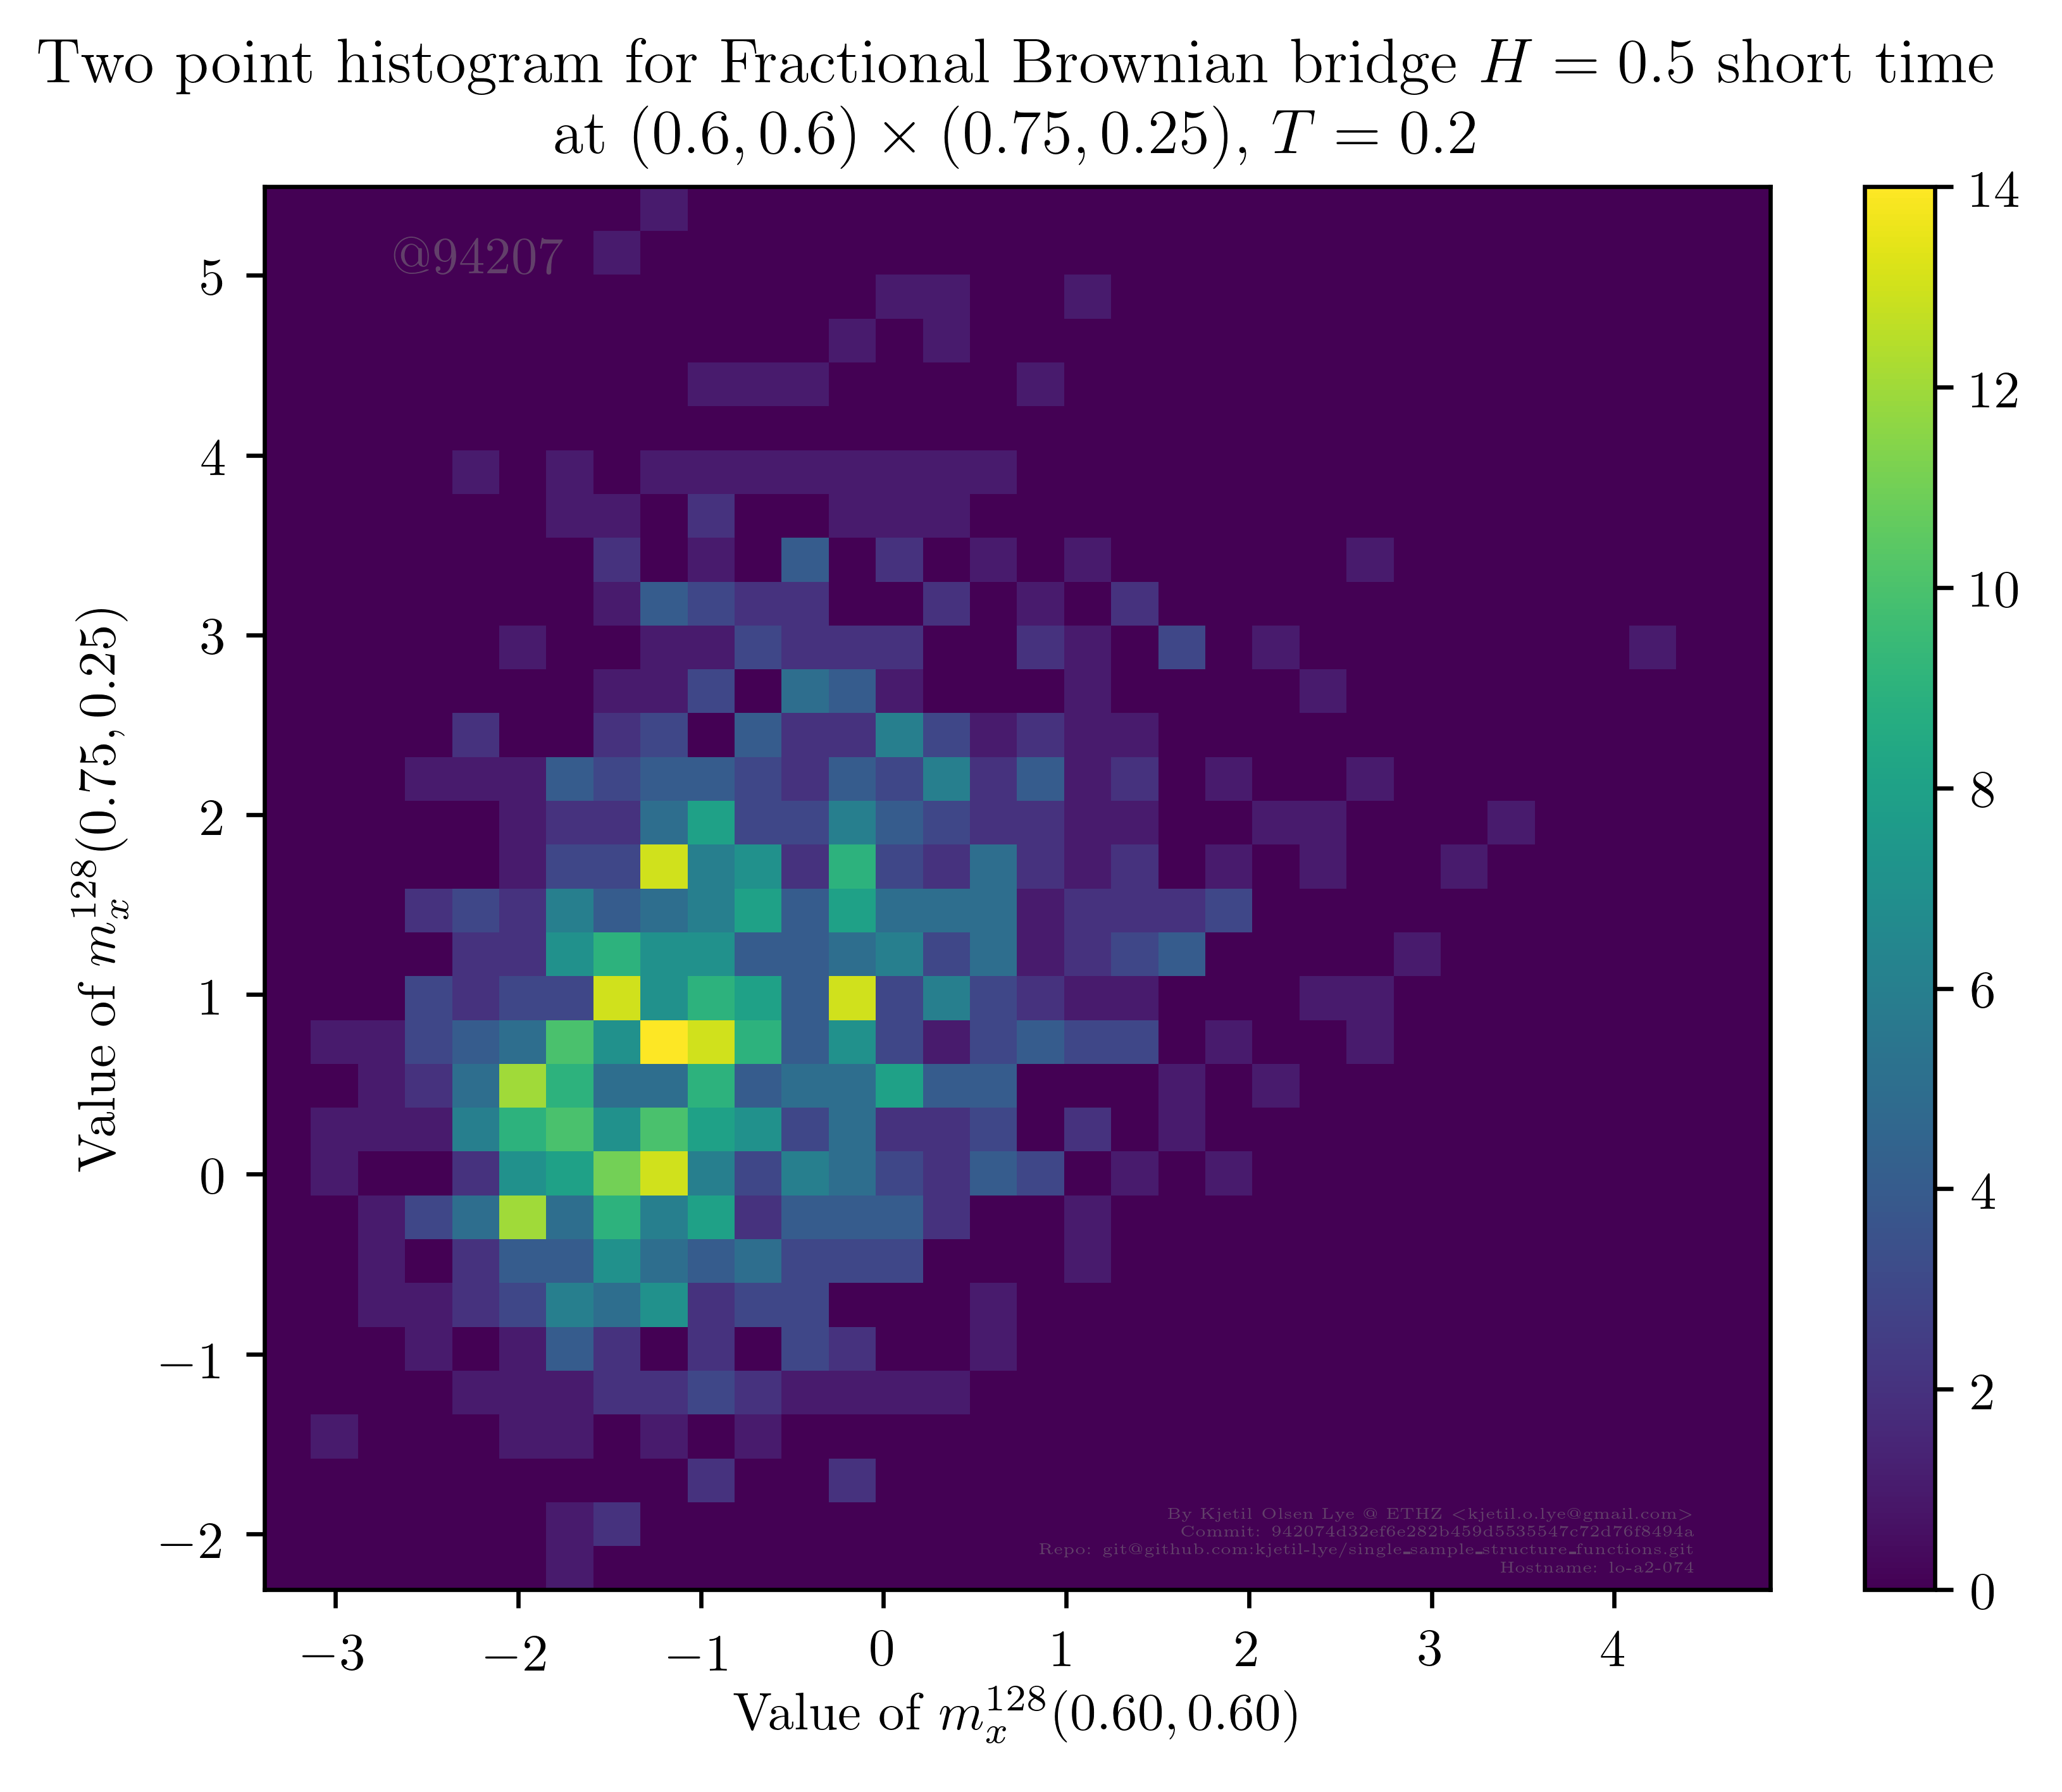 Two point histogram for Fractional Brownian bridge H = 0.5 short time
at (0.6, 0.6) × (0.75, 0.25), T = 0.2
@94207
14
12
10
8
6
4
2
0
5
4
3
2
1
0
−1
−2
Value of m_x^{128}(0.75, 0.25)
By Kjetil Olsen Lye @ ETHZ <kjetil.o.lye@gmail.com>
Commit: 942074d32ef6e282b459d5535547c72d76f8494a
Repo: git@github.com:kjetil-lye/single_sample_structure_functions.git
Hostname: lo-a2-074
−3 −2 −1 0 1 2 3 4
Value of m_x^{128}(0.60, 0.60)